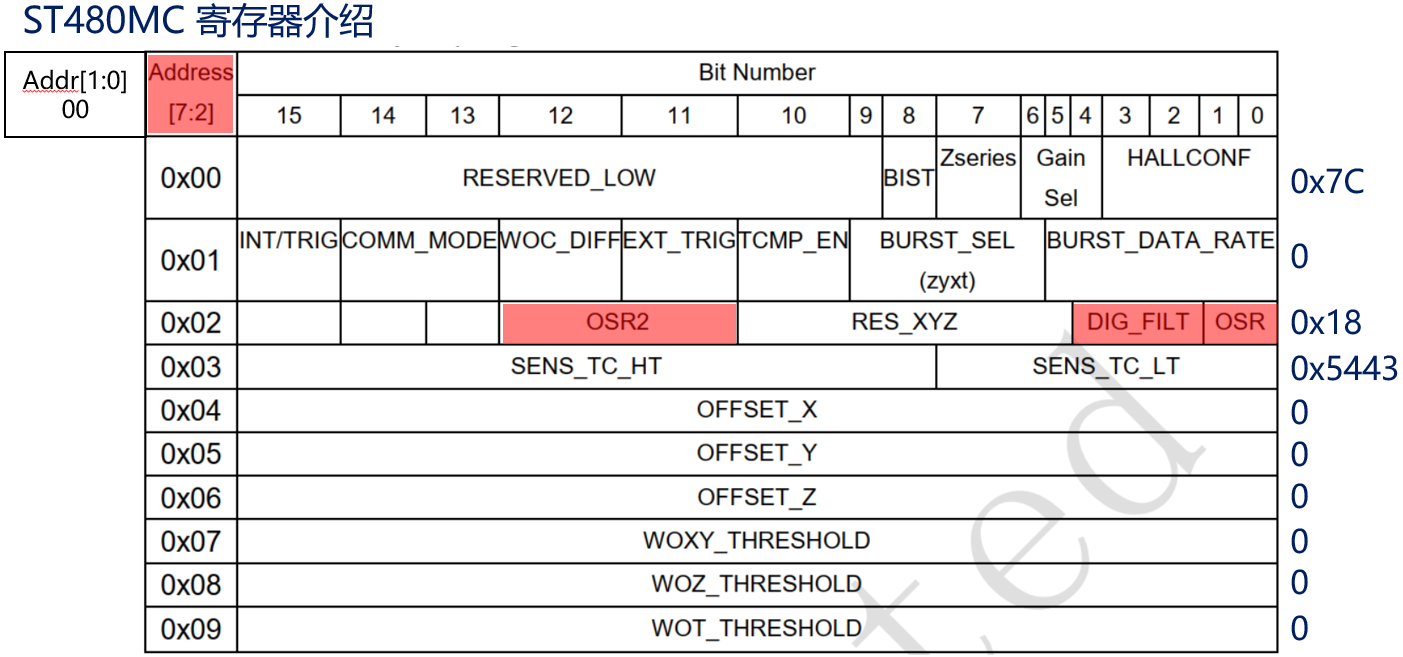 ST480MC 寄存器介绍
Addr[1:0] Address Bit Number
00 [7:2] 15 14 13 12 11 10 9 8 7 6 5 4 3 2 1 0
0x00 RESERVED_LOW BIST Zseries Gain Sel HALLCONF 0x7C
0x01 INT/TRIG COMM_MODE WOC_DIFF EXT_TRIG TCMP_EN BURST_SEL (zyxt) BURST_DATA_RATE 0
0x02 OSR2 RES_XYZ DIG_FILT OSR 0x18
0x03 SENS_TC_HT SENS_TC_LT 0x5443
0x04 OFFSET_X 0
0x05 OFFSET_Y 0
0x06 OFFSET_Z 0
0x07 WOXY_THRESHOLD 0
0x08 WOZ_THRESHOLD 0
0x09 WOT_THRESHOLD 0
ted